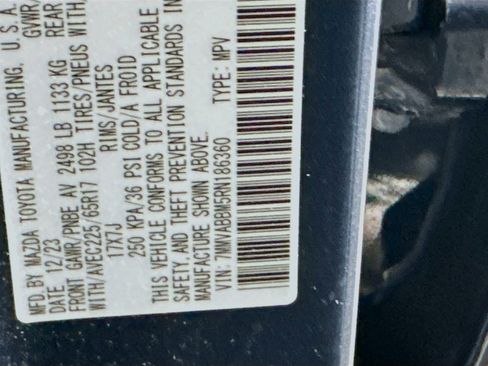 MFD BY MAZDA TOYOTA MANUFACTURING, U.S.A
DATE 12/23 GVWR/
FRONT GAWR/PNBE AV 2498 LB 1133 KG REAR
WITH/AVEC225/65R17 102H TIRES/PNEUS WITH
17X7J RIMS/JANTES
250 KPA/36 PSI COLD/A FROID
THIS VEHICLE CONFORMS TO ALL APPLICABLE
SAFETY, AND THEFT PREVENTION STANDARDS IN
MANUFACTURE SHOWN ABOVE.
VIN: 7MMVABBM5RN186360 TYPE: MPV